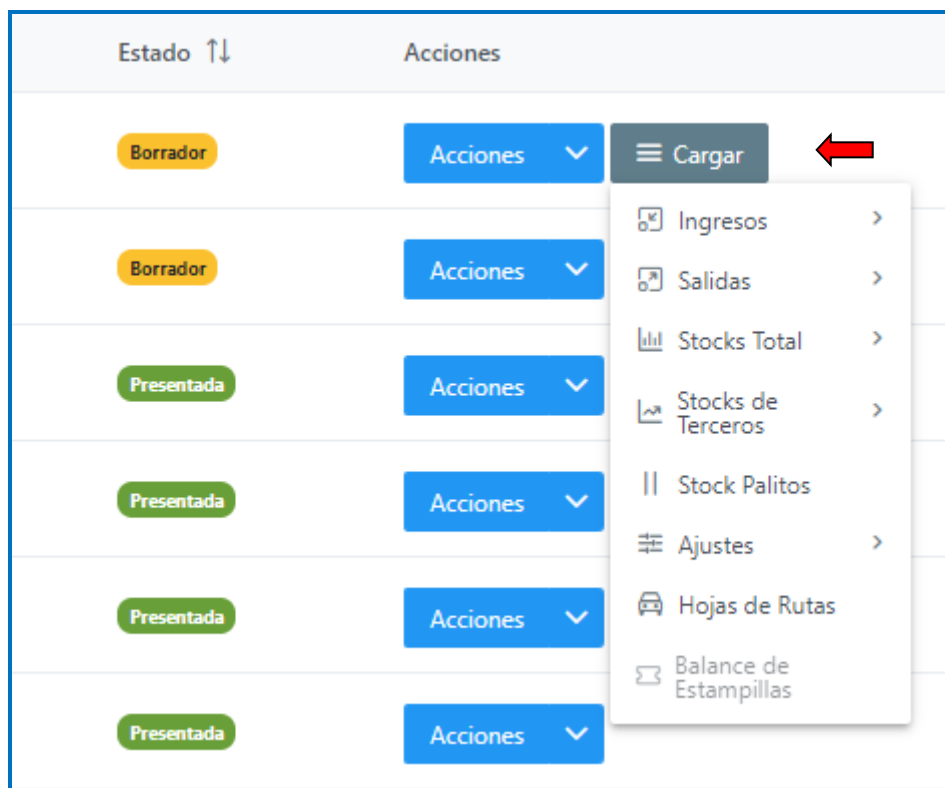 Estado Acciones
Borrador Acciones Cargar
Ingresos
Borrador Acciones Salidas
Stocks Total
Presentada Acciones Stocks de
Terceros
Presentada Acciones Stock Palitos
Ajustes
Presentada Acciones Hojas de Rutas
Balance de
Estampillas
Presentada Acciones